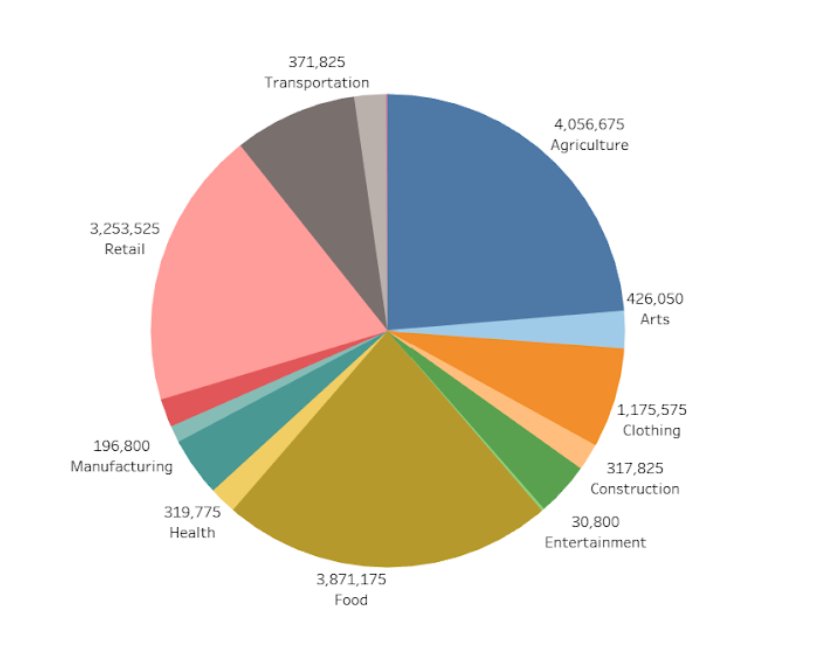 371,825
Transportation
4,056,675
Agriculture
3,253,525
Retail
426,050
Arts
1,175,575
Clothing
196,800
Manufacturing
317,825
Construction
319,775
Health
30,800
Entertainment
3,871,175
Food